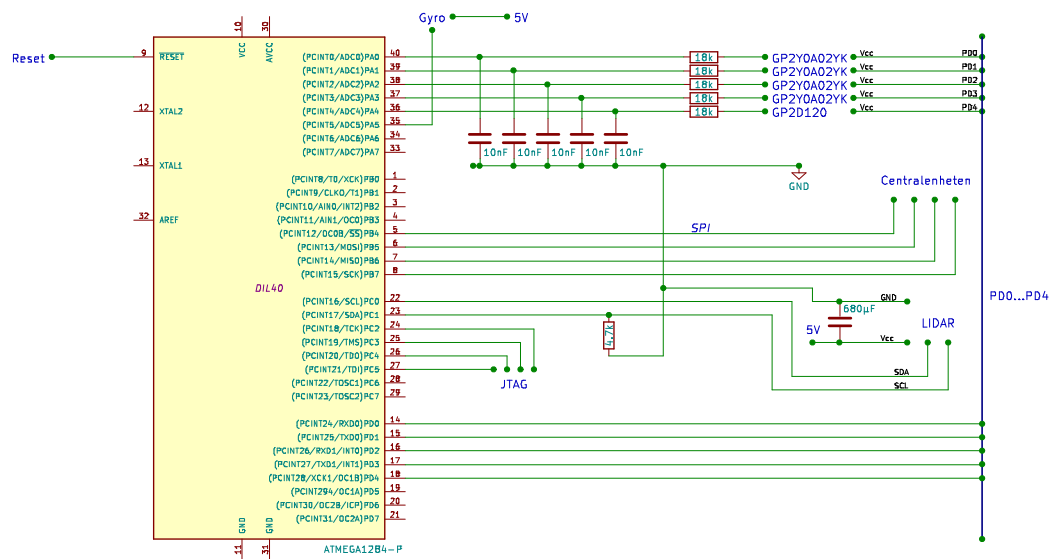 Gyro 5V
10 30
Reset 9 RESET VCC AVCC (PCINT0/ADC0)PA0 40 18k GP2Y0A02YK Vcc PD0
(PCINT1/ADC1)PA1 39 18k GP2Y0A02YK Vcc PD1
(PCINT2/ADC2)PA2 38 18k GP2Y0A02YK Vcc PD2
(PCINT3/ADC3)PA3 37 18k GP2Y0A02YK Vcc PD3
12 XTAL2 (PCINT4/ADC4)PA4 36 18k GP2D120 Vcc PD4
(PCINT5/ADC5)PA5 35
(PCINT6/ADC6)PA6 34
(PCINT7/ADC7)PA7 33
10nF 10nF 10nF 10nF 10nF
13 XTAL1
GND
(PCINT8/T0/XCK)PB0 1
Centralenheten
(PCINT9/CLKO/T1)PB1 2
(PCINT10/AIN0/INT2)PB2 3
32 AREF (PCINT11/AIN1/OC0)PB3 4
(PCINT12/OC0B/SS)PB4 5 SPI
(PCINT13/MOSI)PB5 6
(PCINT14/MISO)PB6 7
(PCINT15/SCK)PB7 8
DIL40
(PCINT16/SCL)PC0 22 GND PD0...PD4
680µF
(PCINT17/SDA)PC1 23
(PCINT18/TCK)PC2 24 4.7k 5V LIDAR
(PCINT19/TMS)PC3 25 Vcc
(PCINT20/TDO)PC4 26
(PCINT21/TDI)PC5 27 SDA
(PCINT22/TOSC1)PC6 28 JTAG SCL
(PCINT23/TOSC2)PC7 29
(PCINT24/RXD0)PD0 14
(PCINT25/TXD0)PD1 15
(PCINT26/RXD1/INT0)PD2 16
(PCINT27/TXD1/INT1)PD3 17
(PCINT28/XCK1/OC1B)PD4 18
(PCINT294/OC1A)PD5 19
(PCINT30/OC2B/ICP)PD6 20
(PCINT31/OC2A)PD7 21
GND GND
11 31 ATMEGA1284-P